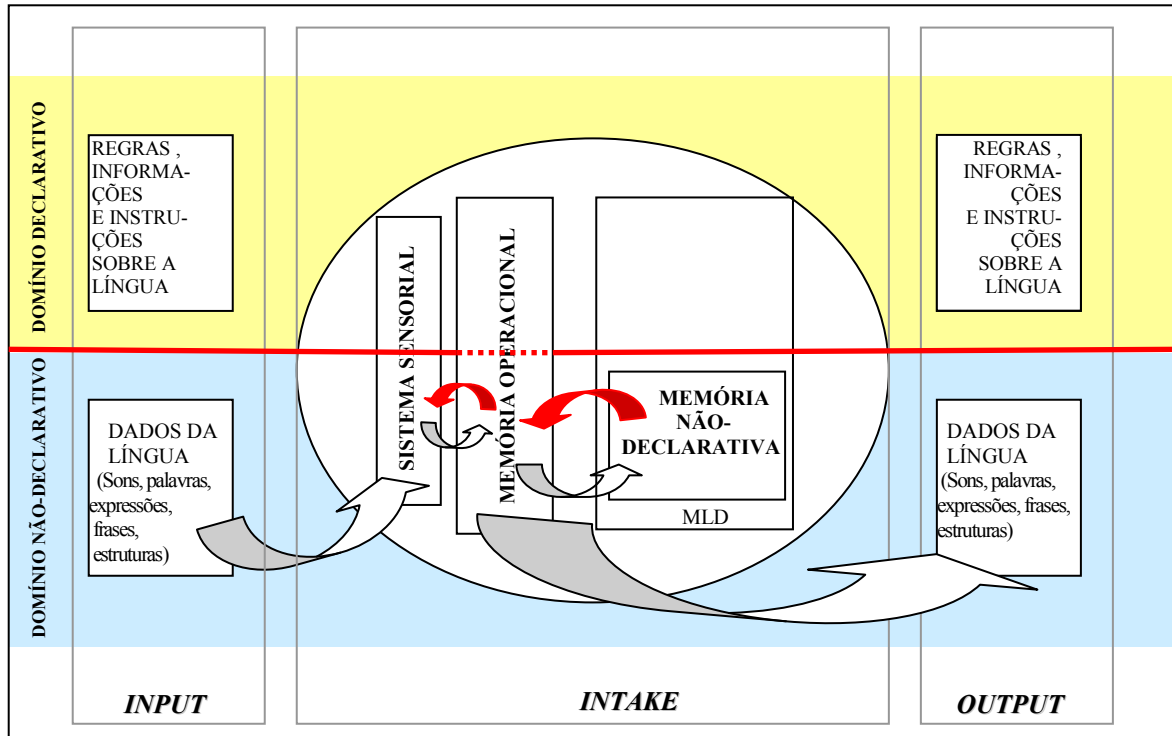 DOMÍNIO DECLARATIVO
REGRAS ,
INFORMA-
ÇÕES
E INSTRU-
ÇÕES
SOBRE A
LÍNGUA
DOMÍNIO NÃO-DECLARATIVO
DADOS DA
LÍNGUA
(Sons, palavras,
expressões,
frases,
estruturas)
SISTEMA SENSORIAL
MEMÓRIA OPERACIONAL
MEMÓRIA
NÃO-
DECLARATIVA
MLD
REGRAS ,
INFORMA-
ÇÕES
E INSTRU-
ÇÕES
SOBRE A
LÍNGUA
DADOS DA
LÍNGUA
(Sons, palavras,
expressões, frases,
estruturas)
INPUT
INTAKE
OUTPUT